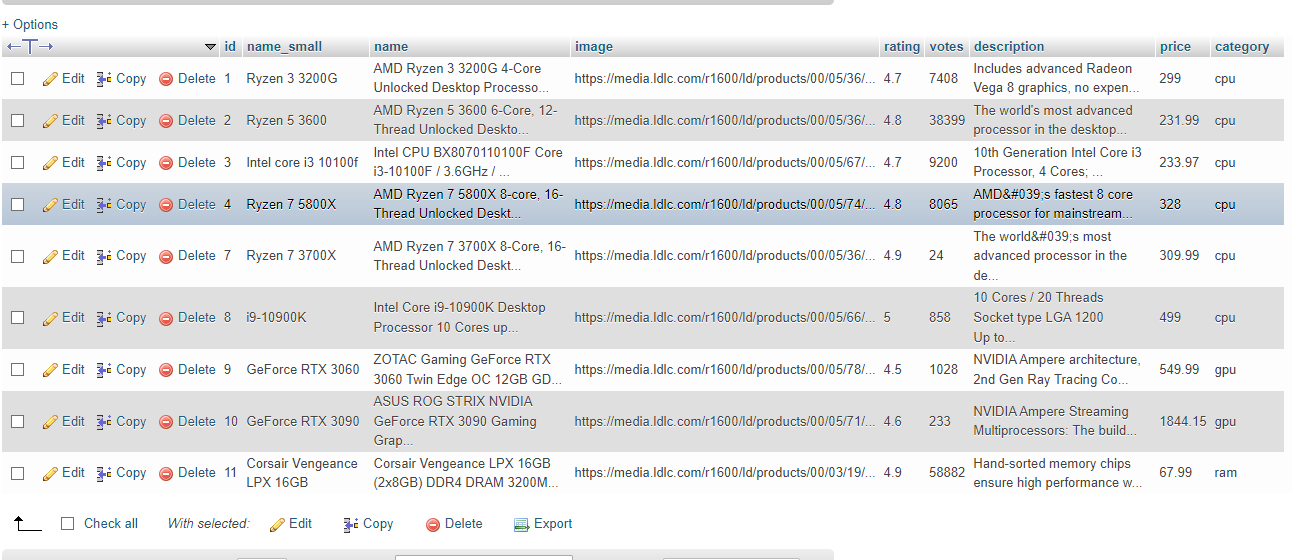 + Options
←T→ id name_small name image rating votes description price category
Edit Copy Delete 1 Ryzen 3 3200G AMD Ryzen 3 3200G 4-Core Unlocked Desktop Processo... https://media.ldlc.com/r1600/ld/products/00/05/36/... 4.7 7408 Includes advanced Radeon Vega 8 graphics, no expen... 299 cpu
Edit Copy Delete 2 Ryzen 5 3600 AMD Ryzen 5 3600 6-Core, 12-Thread Unlocked Deskto... https://media.ldlc.com/r1600/ld/products/00/05/36/... 4.8 38399 The world's most advanced processor in the desktop... 231.99 cpu
Edit Copy Delete 3 Intel core i3 10100f Intel CPU BX8070110100F Core i3-10100F / 3.6GHz / ... https://media.ldlc.com/r1600/ld/products/00/05/67/... 4.7 9200 10th Generation Intel Core i3 Processor, 4 Cores; ... 233.97 cpu
Edit Copy Delete 4 Ryzen 7 5800X AMD Ryzen 7 5800X 8-core, 16-Thread Unlocked Deskt... https://media.ldlc.com/r1600/ld/products/00/05/74/... 4.8 8065 AMD&#039;s fastest 8 core processor for mainstream... 328 cpu
Edit Copy Delete 7 Ryzen 7 3700X AMD Ryzen 7 3700X 8-Core, 16-Thread Unlocked Deskt... https://media.ldlc.com/r1600/ld/products/00/05/36/... 4.9 24 The world&#039;s most advanced processor in the de... 309.99 cpu
Edit Copy Delete 8 i9-10900K Intel Core i9-10900K Desktop Processor 10 Cores up... https://media.ldlc.com/r1600/ld/products/00/05/66/... 5 858 10 Cores / 20 Threads Socket type LGA 1200 Up to... 499 cpu
Edit Copy Delete 9 GeForce RTX 3060 ZOTAC Gaming GeForce RTX 3060 Twin Edge OC 12GB GD... https://media.ldlc.com/r1600/ld/products/00/05/78/... 4.5 1028 NVIDIA Ampere architecture, 2nd Gen Ray Tracing Co... 549.99 gpu
Edit Copy Delete 10 GeForce RTX 3090 ASUS ROG STRIX NVIDIA GeForce RTX 3090 Gaming Grap... https://media.ldlc.com/r1600/ld/products/00/05/71/... 4.6 233 NVIDIA Ampere Streaming Multiprocessors: The build... 1844.15 gpu
Edit Copy Delete 11 Corsair Vengeance LPX 16GB Corsair Vengeance LPX 16GB (2x8GB) DDR4 DRAM 3200M... https://media.ldlc.com/r1600/ld/products/00/03/19/... 4.9 58882 Hand-sorted memory chips ensure high performance w... 67.99 ram
Check all With selected: Edit Copy Delete Export